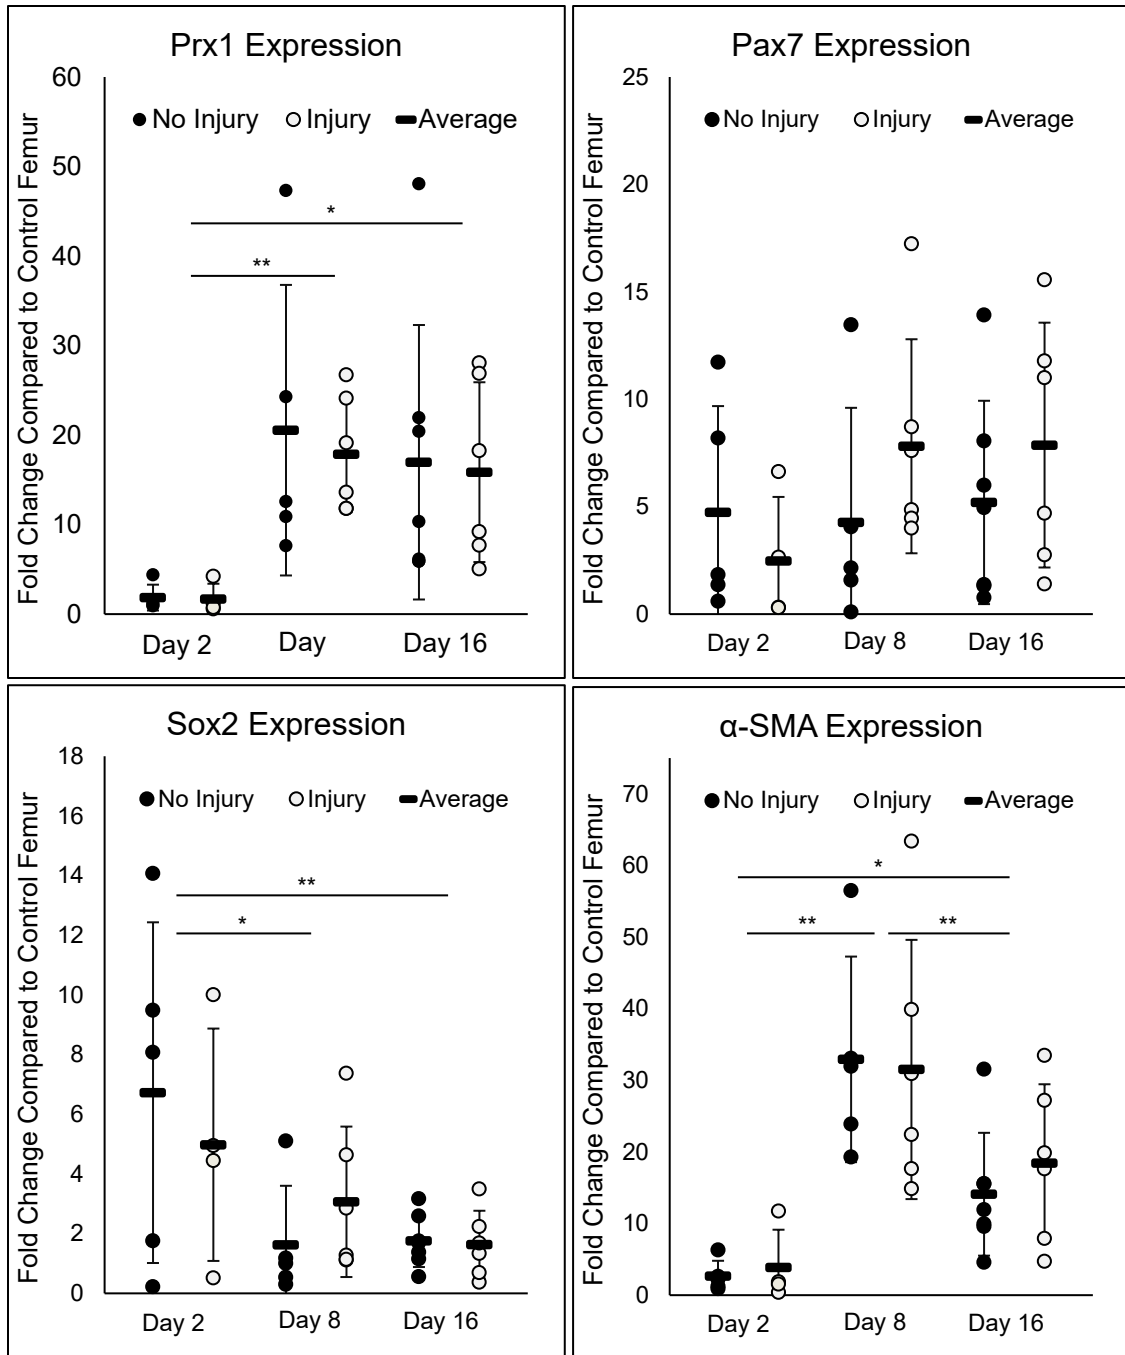 Prx1 Expression
Fold Change Compared to Control Femur
60
50
40
30
20
10
0
No Injury Injury Average
*
**
Day 2 Day Day 16
Pax7 Expression
Fold Change Compared to Control Femur
25
20
15
10
5
0
No Injury Injury Average
Day 2 Day 8 Day 16
Sox2 Expression
Fold Change Compared to Control Femur
18
16
14
12
10
8
6
4
2
0
No Injury Injury Average
**
*
Day 2 Day 8 Day 16
α-SMA Expression
Fold Change Compared to Control Femur
70
60
50
40
30
20
10
0
No Injury Injury Average
*
** **
Day 2 Day 8 Day 16